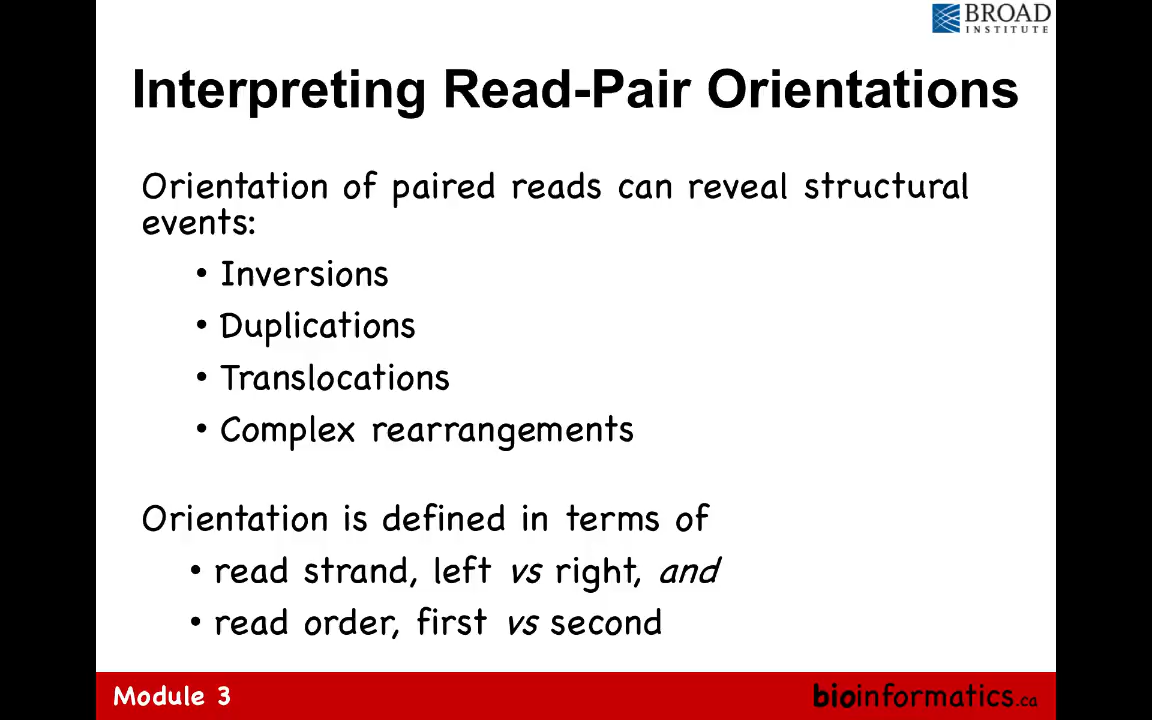 BROAD
INSTITUTE
Interpreting Read-Pair Orientations
Orientation of paired reads can reveal structural
events:
• Inversions
• Duplications
• Translocations
• Complex rearrangements
Orientation is defined in terms of
• read strand, left vs right, and
• read order, first vs second
Module 3
bioinformatics.ca